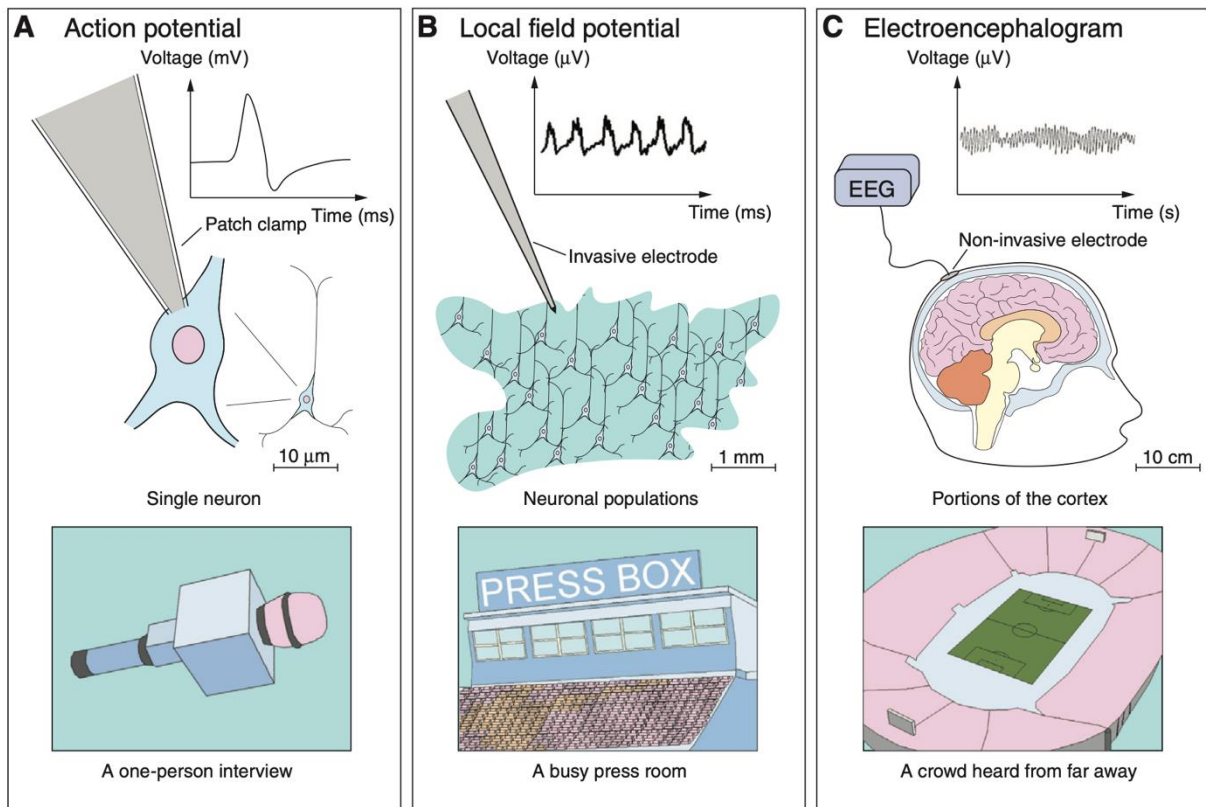 A Action potential
Voltage (mV)
Time (ms)
Patch clamp
10 μm
Single neuron
A one-person interview
B Local field potential
Voltage (μV)
Time (ms)
Invasive electrode
1 mm
Neuronal populations
PRESS BOX
A busy press room
C Electroencephalogram
Voltage (μV)
EEG
Time (s)
Non-invasive electrode
10 cm
Portions of the cortex
A crowd heard from far away